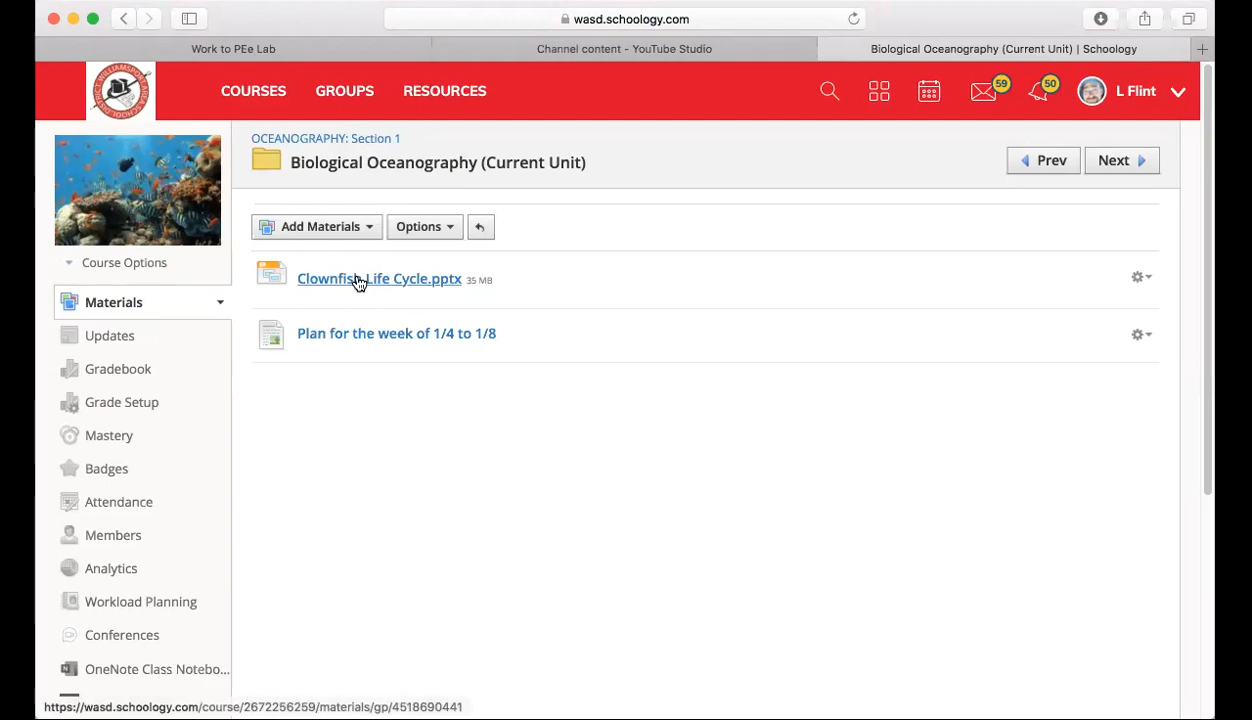 wasd.schoology.com
Work to PEe Lab
Channel content - YouTube Studio
Biological Oceanography (Current Unit) | Schoology
COURSES
GROUPS
RESOURCES
59
50
L Flint
OCEANOGRAPHY: Section 1
Biological Oceanography (Current Unit)
Prev
Next
Add Materials
Options
Course Options
Clownfish Life Cycle.pptx 35 MB
Materials
Plan for the week of 1/4 to 1/8
Updates
Gradebook
Grade Setup
Mastery
Badges
Attendance
Members
Analytics
Workload Planning
Conferences
OneNote Class Notebo...
https://wasd.schoology.com/course/2672256259/materials/gp/4518690441